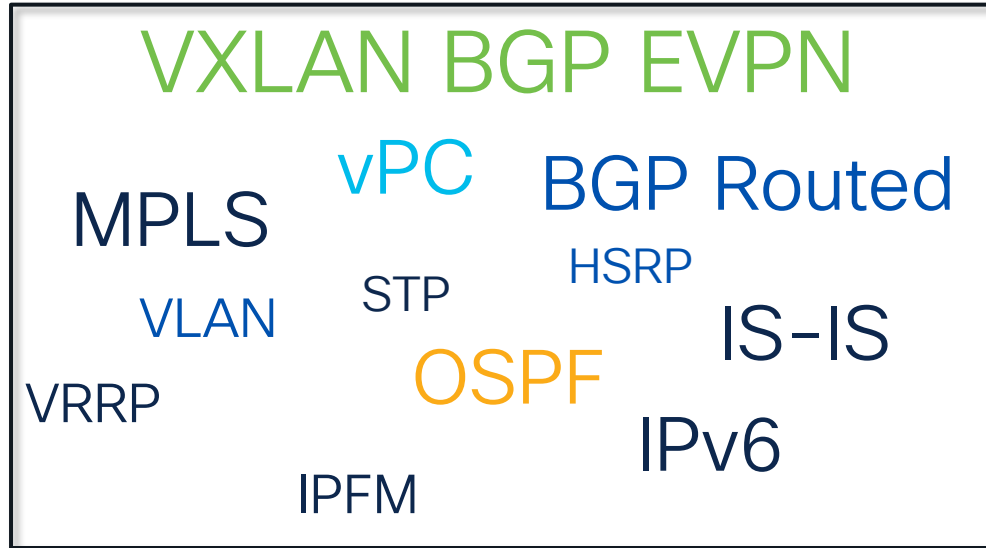 VXLAN BGP EVPN
vPC
BGP Routed
MPLS
HSRP
STP
VLAN
IS-IS
OSPF
VRRP
IPv6
IPFM